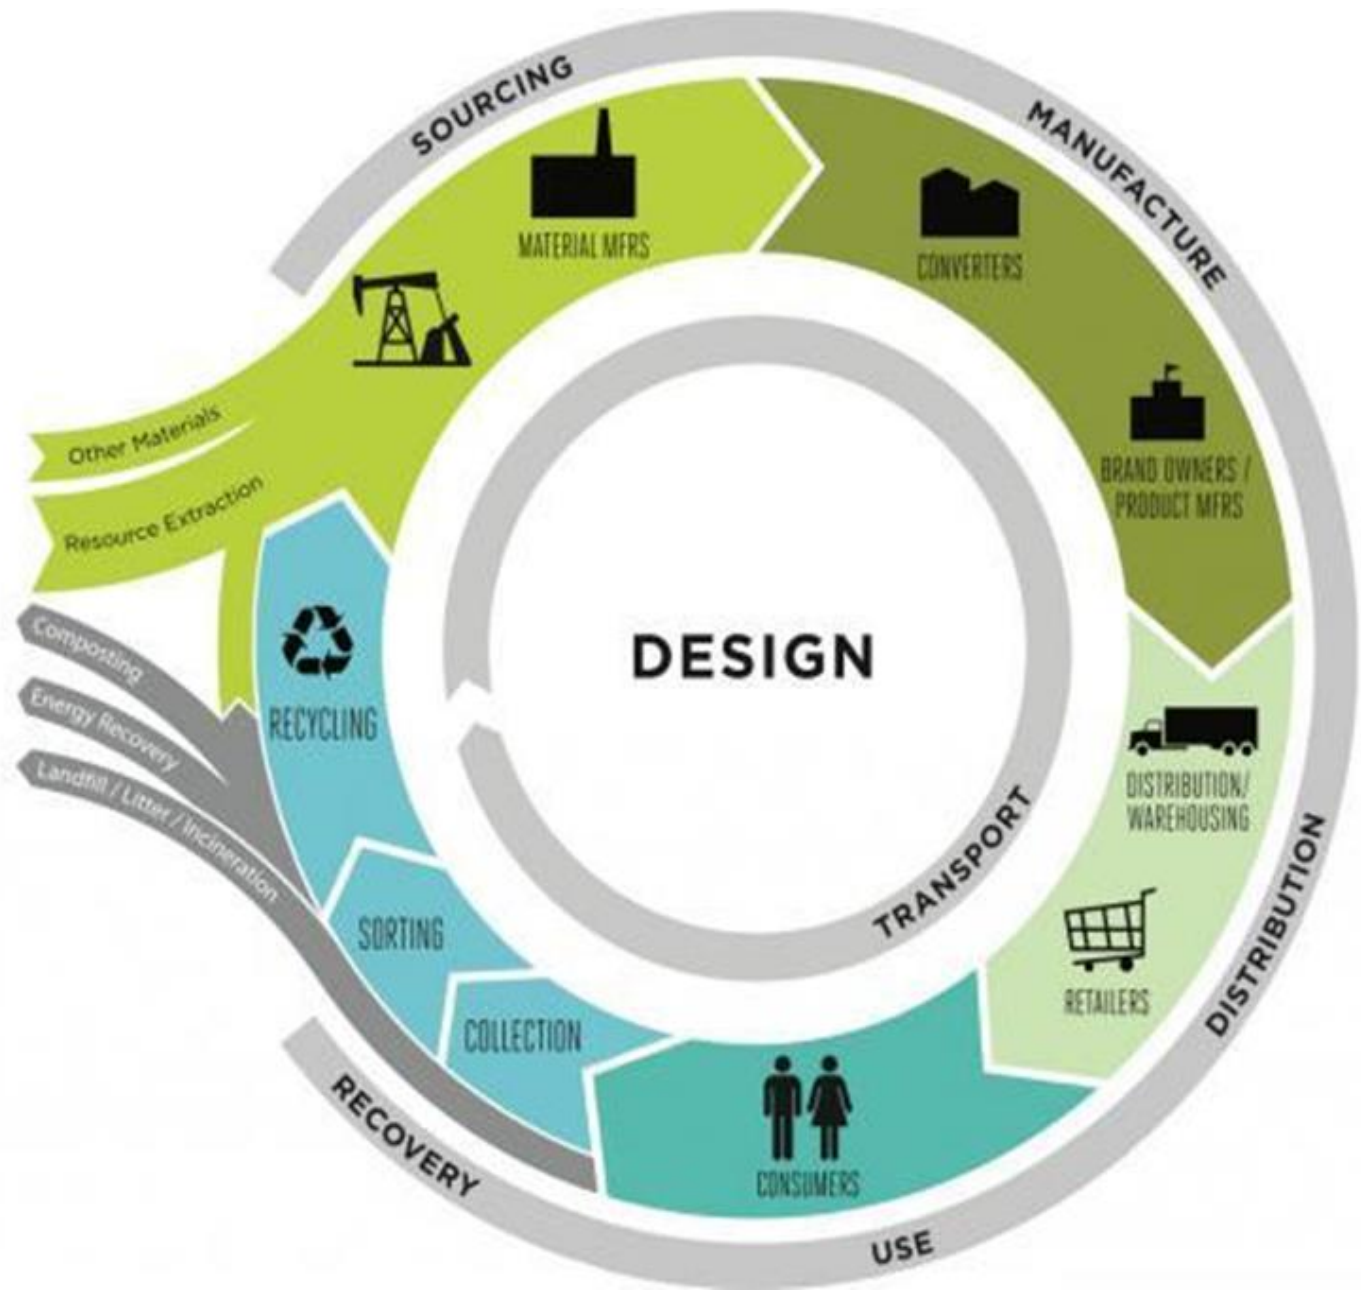 SOURCING
MANUFACTURE
MATERIAL MFRS
CONVERTERS
BRAND OWNERS /
PRODUCT MFRS
Other Materials
Resource Extraction
Composting
Energy Recovery
Landfill / Litter / Incineration
RECYCLING
DESIGN
TRANSPORT
DISTRIBUTION/
WAREHOUSING
DISTRIBUTION
RETAILERS
SORTING
COLLECTION
CONSUMERS
RECOVERY
USE